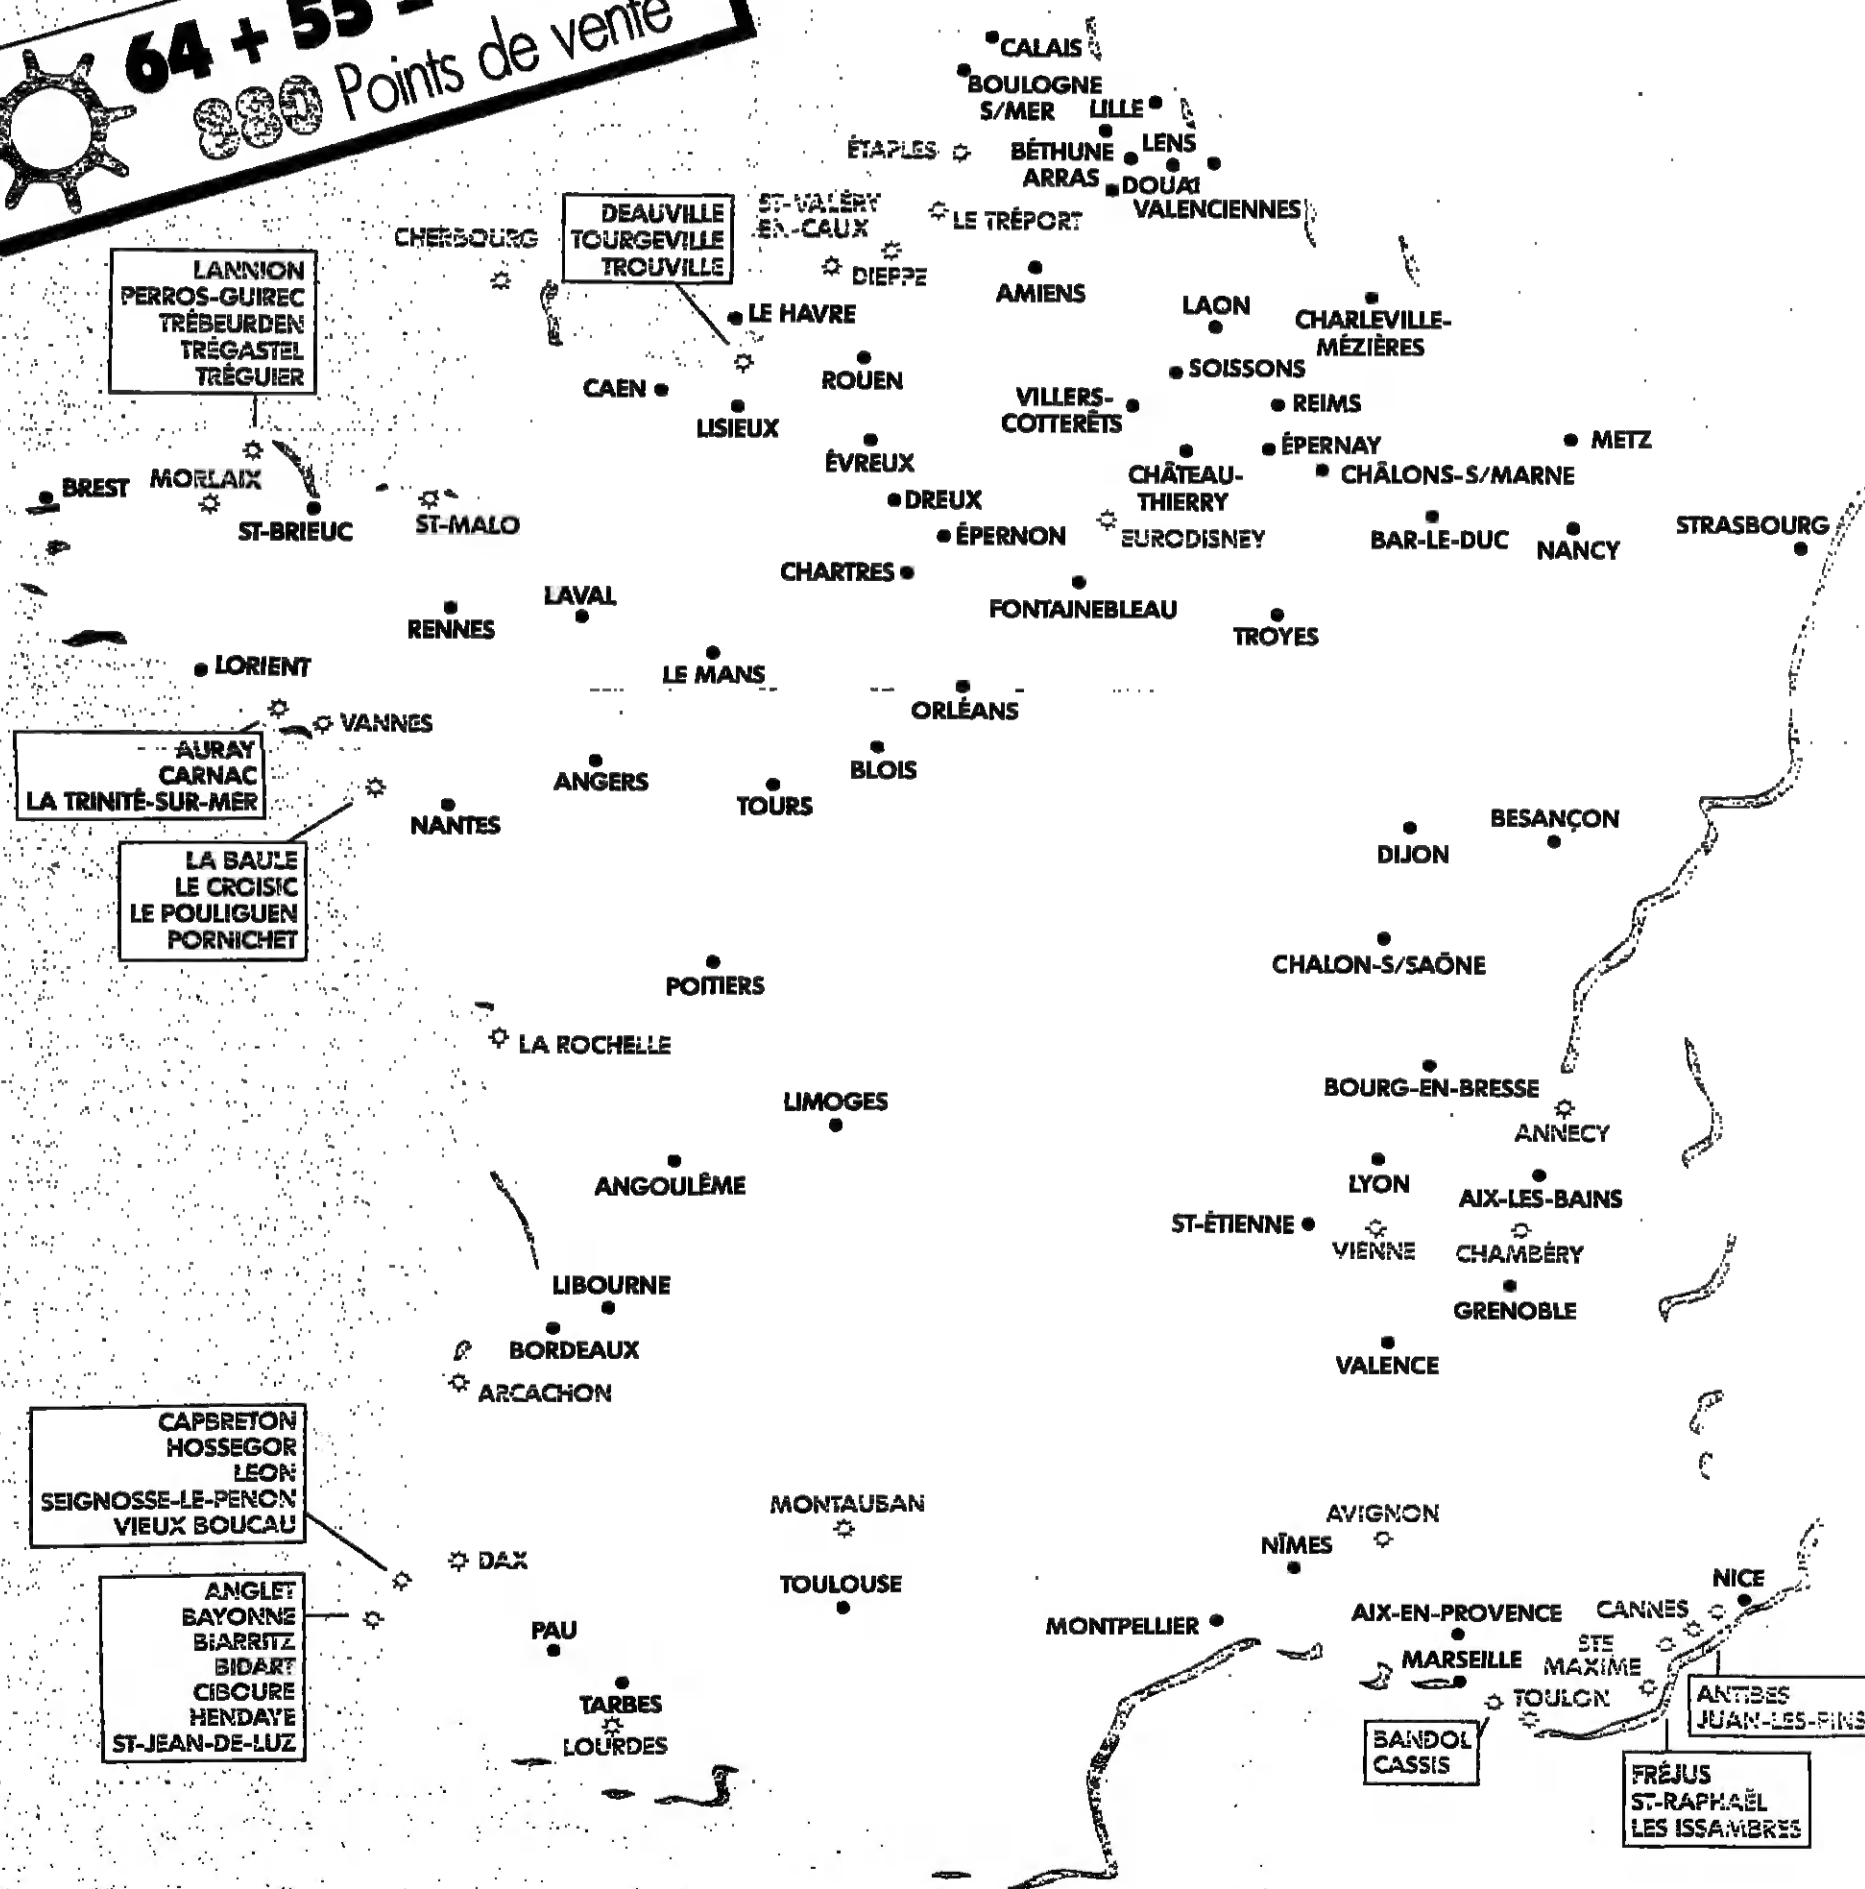 64 + 55 =
880 Points de vente
CALAIS
BOULOGNE
S/MER
LILLE
ÉTAPLES
BÉTHUNE
LENS
ARRAS
DOUAI
VALENCIENNES
DEAUVILLE
TOURGEVILLE
TROUVILLE
ST-VALÉRY
EN-CAUX
LE TRÉPORT
CHERBOURG
DIEPPE
LANNION
PERROS-GUIREC
TRÉBEURDEN
TRÉGASTEL
TRÉGUIER
AMIENS
LAON
CHARLEVILLE-
MÉZIÈRES
LE HAVRE
ROUEN
SOISSONS
CAEN
LISIEUX
VILLERS-
COTTERÊTS
REIMS
ÉVREUX
ÉPERNAY
METZ
CHÂTEAU-
THIERRY
CHÂLONS-S/MARNE
BREST
MORLAIX
ST-BRIEUC
ST-MALO
DREUX
ÉPERNON
EURODISNEY
BAR-LE-DUC
NANCY
STRASBOURG
CHARTRES
FONTAINEBLEAU
TROYES
LAVAL
RENNES
LORIENT
LE MANS
ORLÉANS
VANNES
AURAY
CARNAC
LA TRINITÉ-SUR-MER
ANGERS
TOURS
BLOIS
NANTES
LA BAULE
LE CROISIC
LE POULIGUEN
PORNICHET
DIJON
BESANÇON
CHALON-S/SAÔNE
POITIERS
LA ROCHELLE
LIMOGES
BOURG-EN-BRESSE
ANNECY
ANGOULÊME
LYON
AIX-LES-BAINS
ST-ÉTIENNE
VIENNE
CHAMBÉRY
LIBOURNE
GRENOBLE
BORDEAUX
VALENCE
ARCACHON
CAPBRETON
HOSSEGOR
LEON
SEIGNOSSE-LE-PENON
VIEUX BOUCAU
MONTAUBAN
AVIGNON
DAX
NÎMES
TOULOUSE
NICE
ANGLET
BAYONNE
BIARRITZ
BIDART
CIBOURE
HENDAYE
ST-JEAN-DE-LUZ
PAU
MONTPELLIER
AIX-EN-PROVENCE
CANNES
MARSEILLE
STE
MAXIME
TARBES
TOULON
LOURDES
BANDOL
CASSIS
ANTIBES
JUAN-LES-PINS
FRÉJUS
ST-RAPHAËL
LES ISSAMBRES